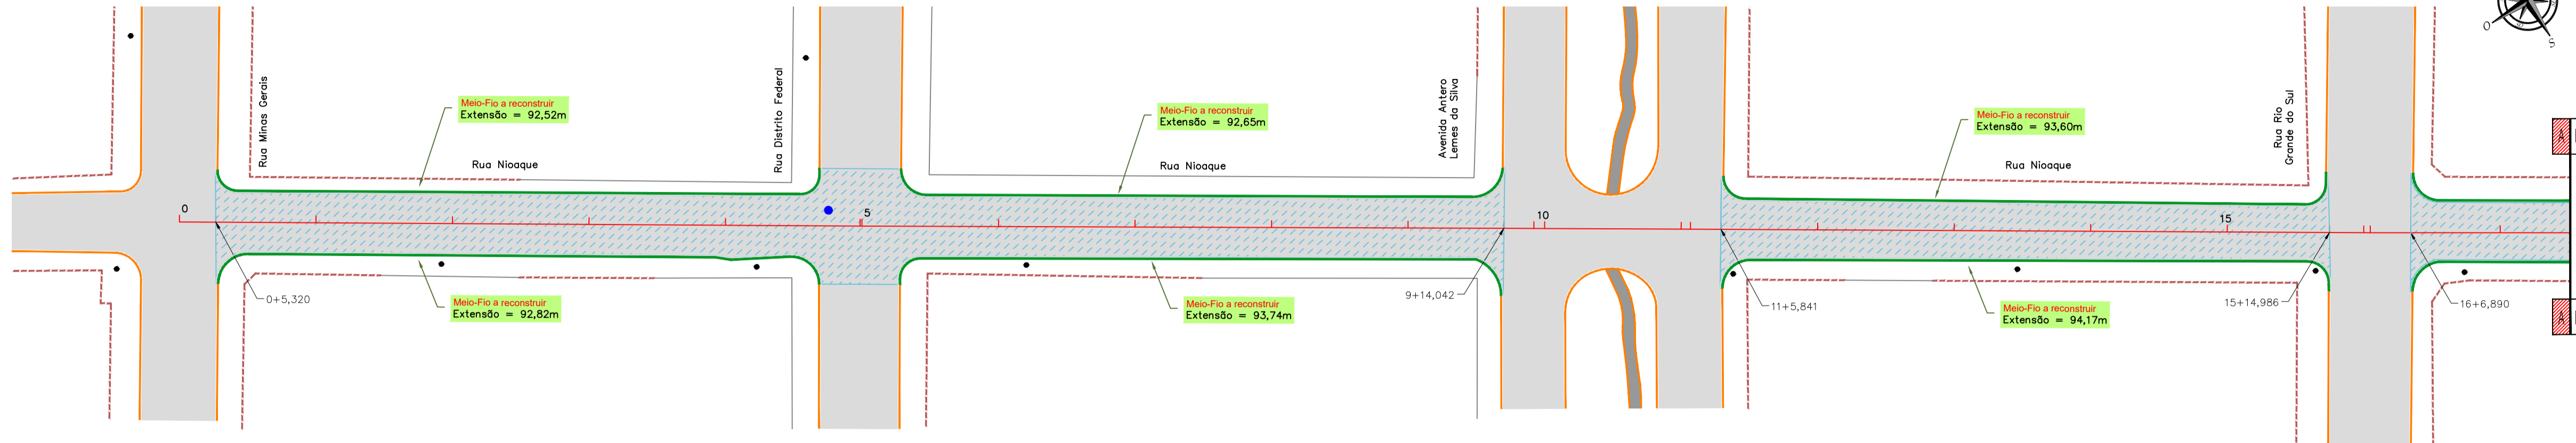 O
S
Rua Minas Gerais
Meio-Fio a reconstruir
Extensão = 92,52m
Rua Nioaque
Rua Distrito Federal
Meio-Fio a reconstruir
Extensão = 92,65m
Rua Nioaque
Avenida Antero
Lemes da Silva
Meio-Fio a reconstruir
Extensão = 93,60m
Rua Nioaque
Rua Rio
Grande do Sul
0
5
10
15
0+5,320
Meio-Fio a reconstruir
Extensão = 92,82m
Meio-Fio a reconstruir
Extensão = 93,74m
9+14,042
11+5,841
Meio-Fio a reconstruir
Extensão = 94,17m
15+14,986
16+6,890